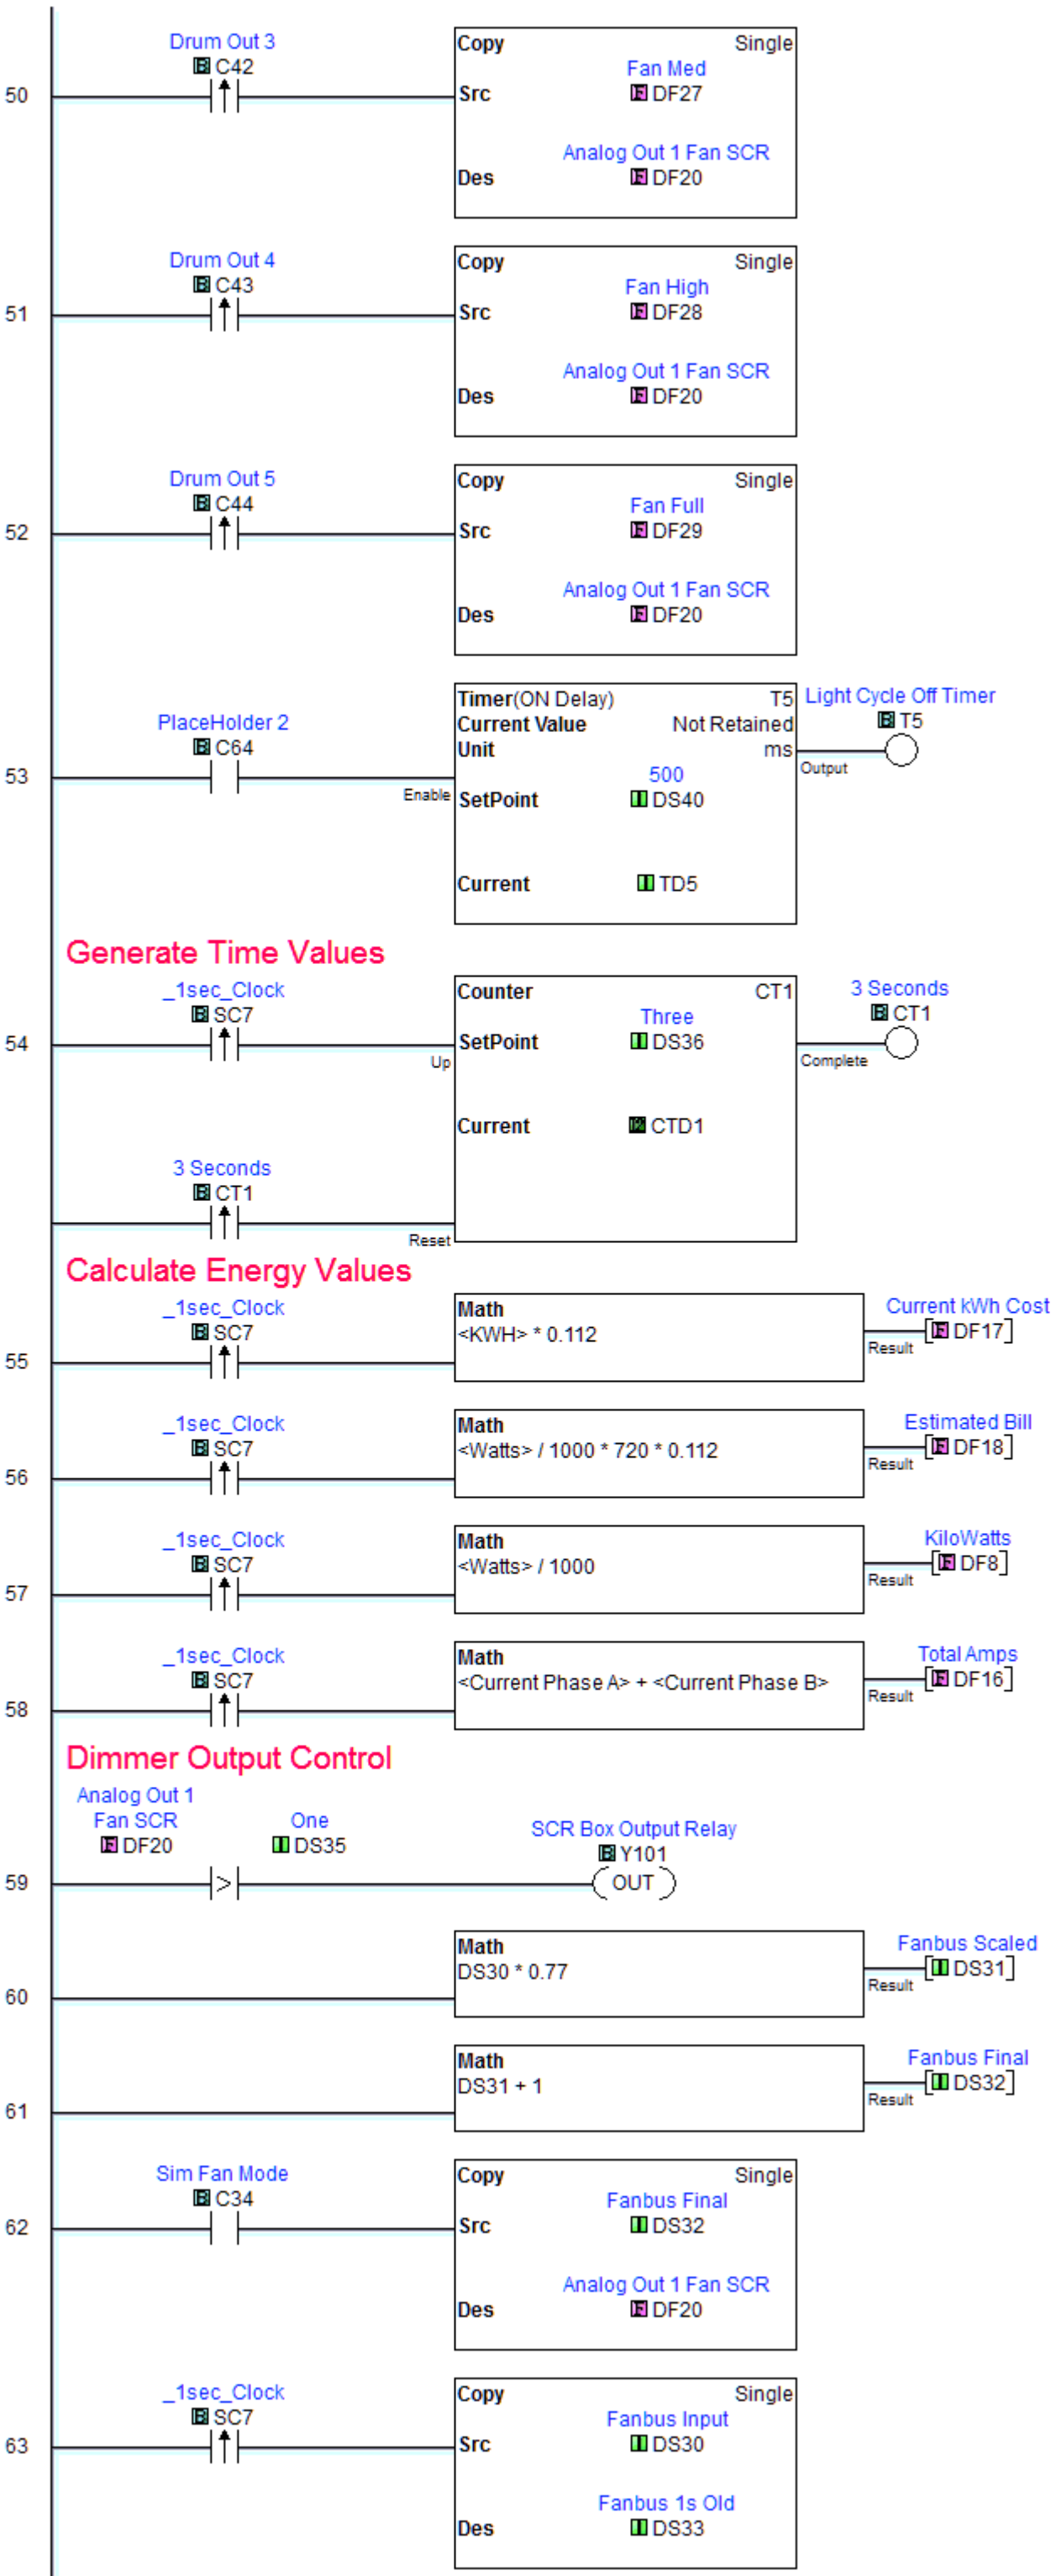 Drum Out 3
C42
Copy Single
Fan Med
50
Src DF27
Analog Out 1 Fan SCR
Des DF20
Drum Out 4
C43
Copy Single
Fan High
51
Src DF28
Analog Out 1 Fan SCR
Des DF20
Drum Out 5
C44
Copy Single
Fan Full
52
Src DF29
Analog Out 1 Fan SCR
Des DF20
PlaceHolder 2
C64
53
Enable
Timer(ON Delay) T5
Current Value Not Retained
Unit ms
500
SetPoint DS40
Current TD5
Light Cycle Off Timer
T5
Output
Generate Time Values
_1sec_Clock
SC7
54
Up
Counter CT1
Three
SetPoint DS36
Current CTD1
3 Seconds
CT1
Complete
3 Seconds
CT1
Reset
Calculate Energy Values
_1sec_Clock
SC7
55
Math
<KWH> * 0.112
Current kWh Cost
DF17
Result
_1sec_Clock
SC7
56
Math
<Watts> / 1000 * 720 * 0.112
Estimated Bill
DF18
Result
_1sec_Clock
SC7
57
Math
<Watts> / 1000
KiloWatts
DF8
Result
_1sec_Clock
SC7
58
Math
<Current Phase A> + <Current Phase B>
Total Amps
DF16
Result
Dimmer Output Control
Analog Out 1
Fan SCR
DF20
One
DS35
59
>
SCR Box Output Relay
Y101
OUT
60
Math
DS30 * 0.77
Fanbus Scaled
DS31
Result
61
Math
DS31 + 1
Fanbus Final
DS32
Result
Sim Fan Mode
C34
62
Copy Single
Fanbus Final
Src DS32
Analog Out 1 Fan SCR
Des DF20
_1sec_Clock
SC7
63
Copy Single
Fanbus Input
Src DS30
Fanbus 1s Old
Des DS33